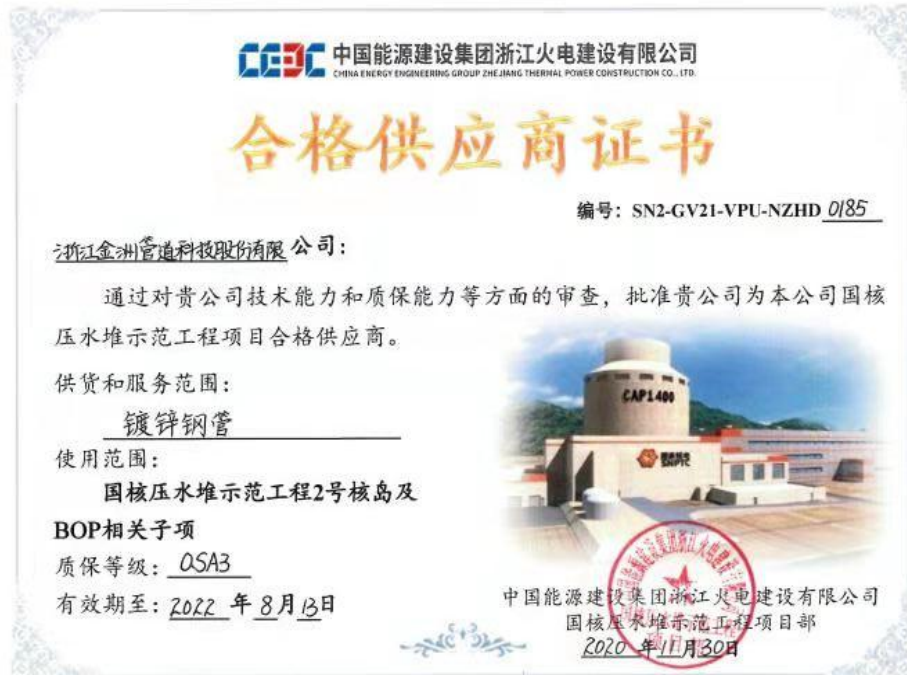 CEEC 中国能源建设集团浙江火电建设有限公司
CHINA ENERGY ENGINEERING GROUP ZHEJIANG THERMAL POWER CONSTRUCTION CO., LTD.
合格供应商证书
编号：SN2-GV21-VPU-NZHD 0185
浙江金洲管道科技股份有限公司：
通过对贵公司技术能力和质保能力等方面的审查，批准贵公司为本公司国核
压水堆示范工程项目合格供应商。
供货和服务范围：
镀锌钢管
使用范围：
国核压水堆示范工程2号核岛及
BOP相关子项
质保等级：QSA3
有效期至：2022 年 8月13日
CAP1400
SNPTC
中国能源建设集团浙江火电建设有限公司
国核压水堆示范工程项目部
2020 年11月30日